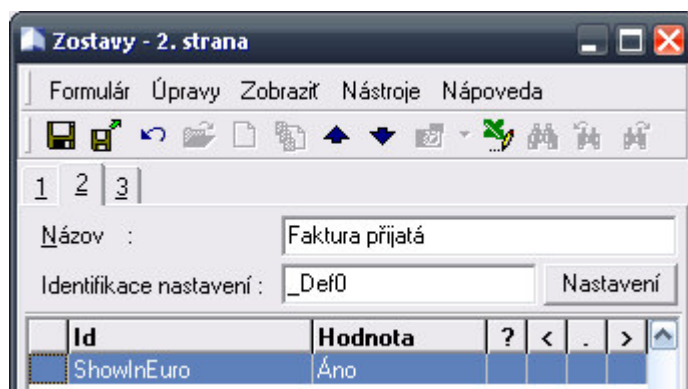 Zostavy - 2. strana
Formulár Úpravy Zobraziť Nástroje Nápoveda
1 2 3
Názov :
Faktura přijatá
Identifikace nastavení :
_Def0
Nastavení
Id Hodnota ? < . >
ShowInEuro Áno